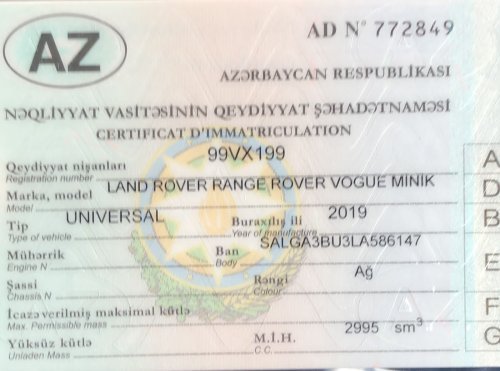 AZ
AD N° 772849
AZƏRBAYCAN RESPUBLİKASI
NƏQLİYYAT VASİTƏSİNİN QEYDİYYAT ŞƏHADƏTNAMƏSİ
CERTIFICAT D'IMMATRICULATION
Qeydiyyat nişanları 99VX199 A
Registration number
Marka, model LAND ROVER RANGE ROVER VOGUE MİNİK D
Model
Tip UNIVERSAL Buraxılış ili 2019 B
Type of vehicle Year of manufacture
Mühərrik Ban SALGA3BU3LA586147 E
Engine N Body
Şassi Rəngi Ağ
Chassis N Colour
İcazə verilmiş maksimal kütlə F
Max. Permissible mass 2995 sm³
Yüksüz kütlə M.İ.H. G
Unladen Mass C.C.